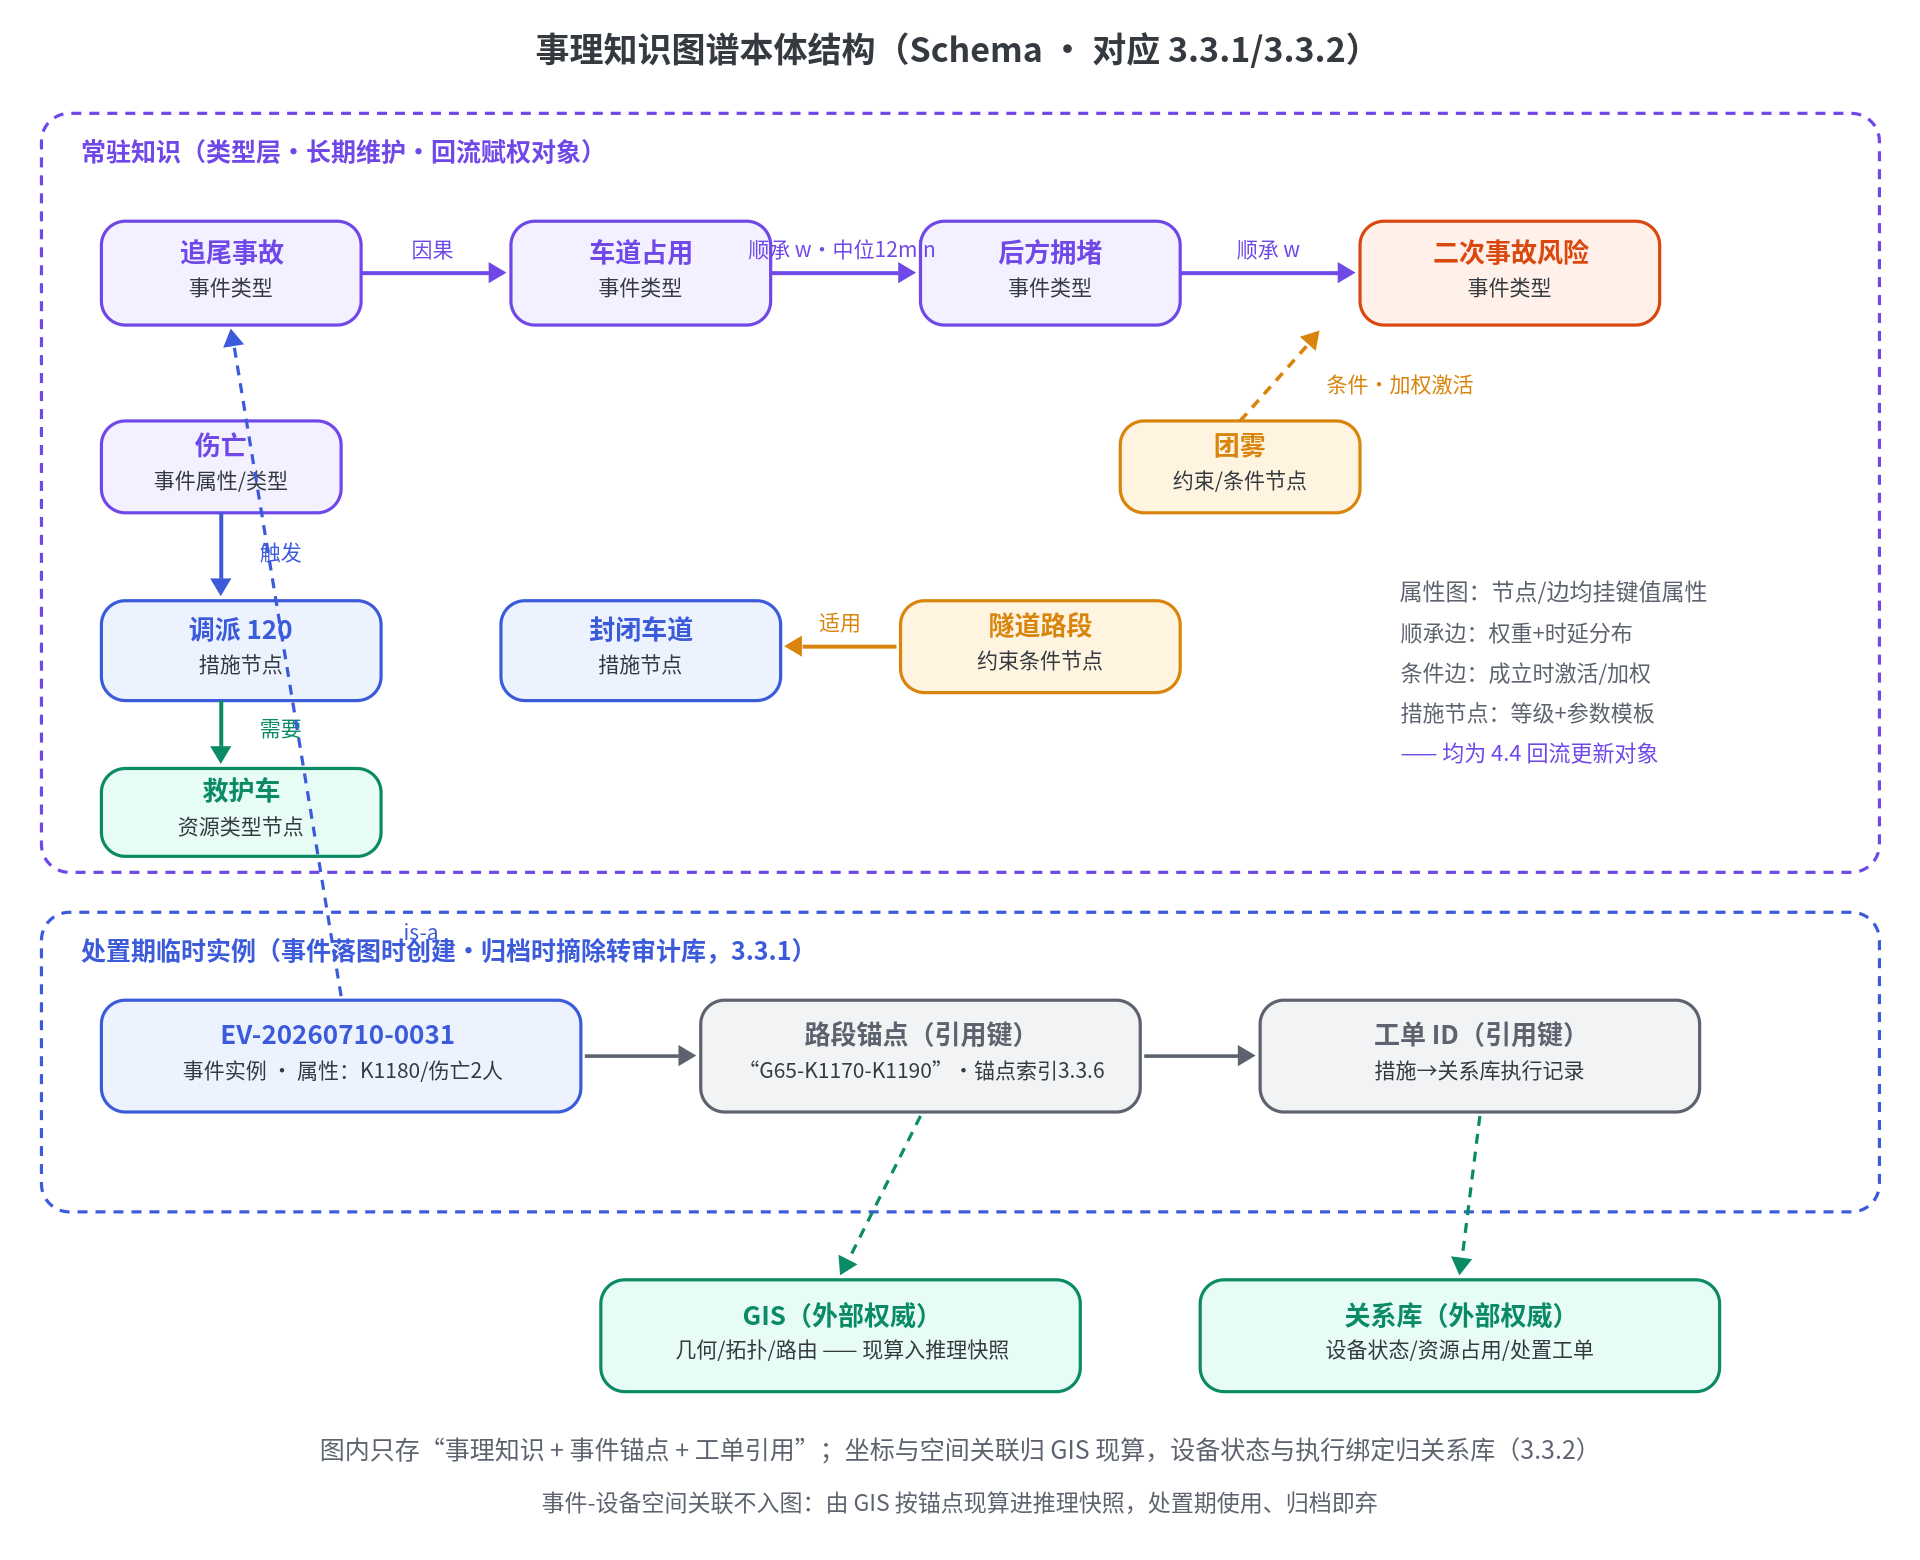 事理知识图谱本体结构（Schema · 对应 3.3.1/3.3.2）
常驻知识（类型层·长期维护·回流赋权对象）
追尾事故
事件类型
因果
车道占用
事件类型
顺承 w·中位12min
后方拥堵
事件类型
顺承 w
二次事故风险
事件类型
条件·加权激活
伤亡
事件属性/类型
团雾
约束/条件节点
触发
调派 120
措施节点
封闭车道
措施节点
适用
隧道路段
约束条件节点
属性图：节点/边均挂键值属性
顺承边：权重+时延分布
条件边：成立时激活/加权
措施节点：等级+参数模板
—— 均为 4.4 回流更新对象
需要
救护车
资源类型节点
is-a
处置期临时实例（事件落图时创建·归档时摘除转审计库，3.3.1）
EV-20260710-0031
事件实例 · 属性：K1180/伤亡2人
路段锚点（引用键）
“G65-K1170-K1190”·锚点索引3.3.6
工单 ID（引用键）
措施→关系库执行记录
GIS（外部权威）
几何/拓扑/路由 —— 现算入推理快照
关系库（外部权威）
设备状态/资源占用/处置工单
图内只存“事理知识 + 事件锚点 + 工单引用”；坐标与空间关联归 GIS 现算，设备状态与执行绑定归关系库（3.3.2）
事件-设备空间关联不入图：由 GIS 按锚点现算进推理快照，处置期使用、归档即弃